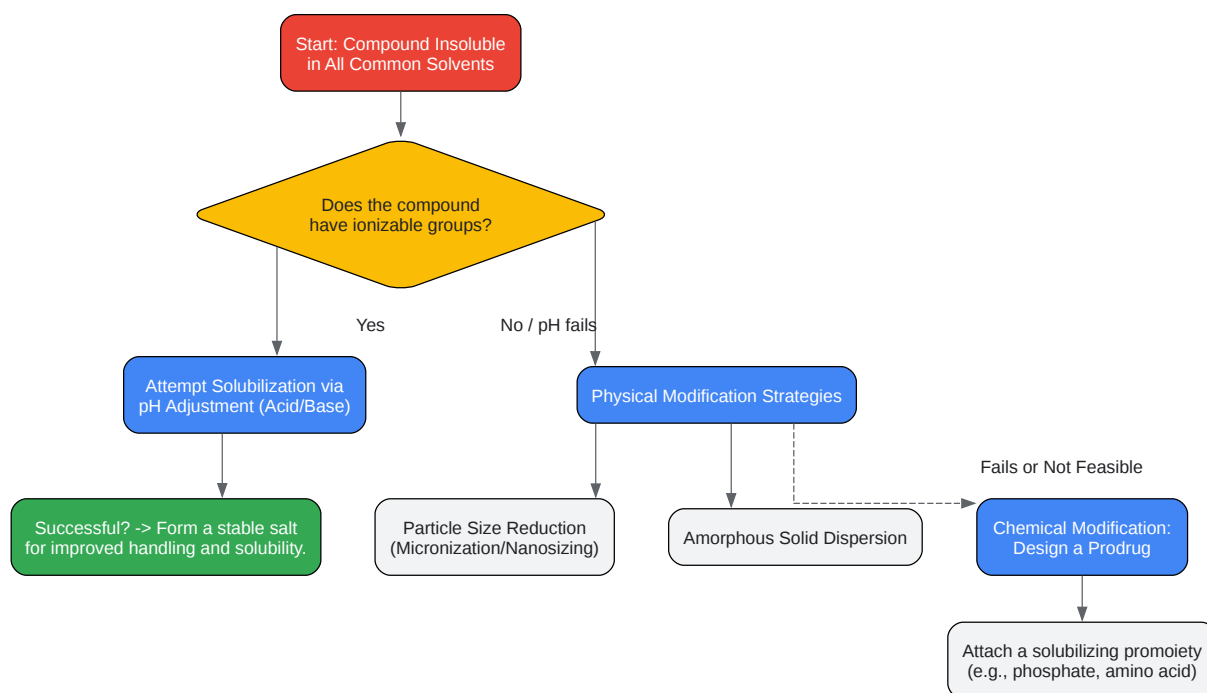 Start: Compound Insoluble
in All Common Solvents
Does the compound
have ionizable groups?
Yes
No / pH fails
Attempt Solubilization via
pH Adjustment (Acid/Base)
Physical Modification Strategies
Fails or Not Feasible
Successful? -> Form a stable salt
for improved handling and solubility.
Particle Size Reduction
(Micronization/Nanosizing)
Amorphous Solid Dispersion
Chemical Modification:
Design a Prodrug
Attach a solubilizing promoiety
(e.g., phosphate, amino acid)